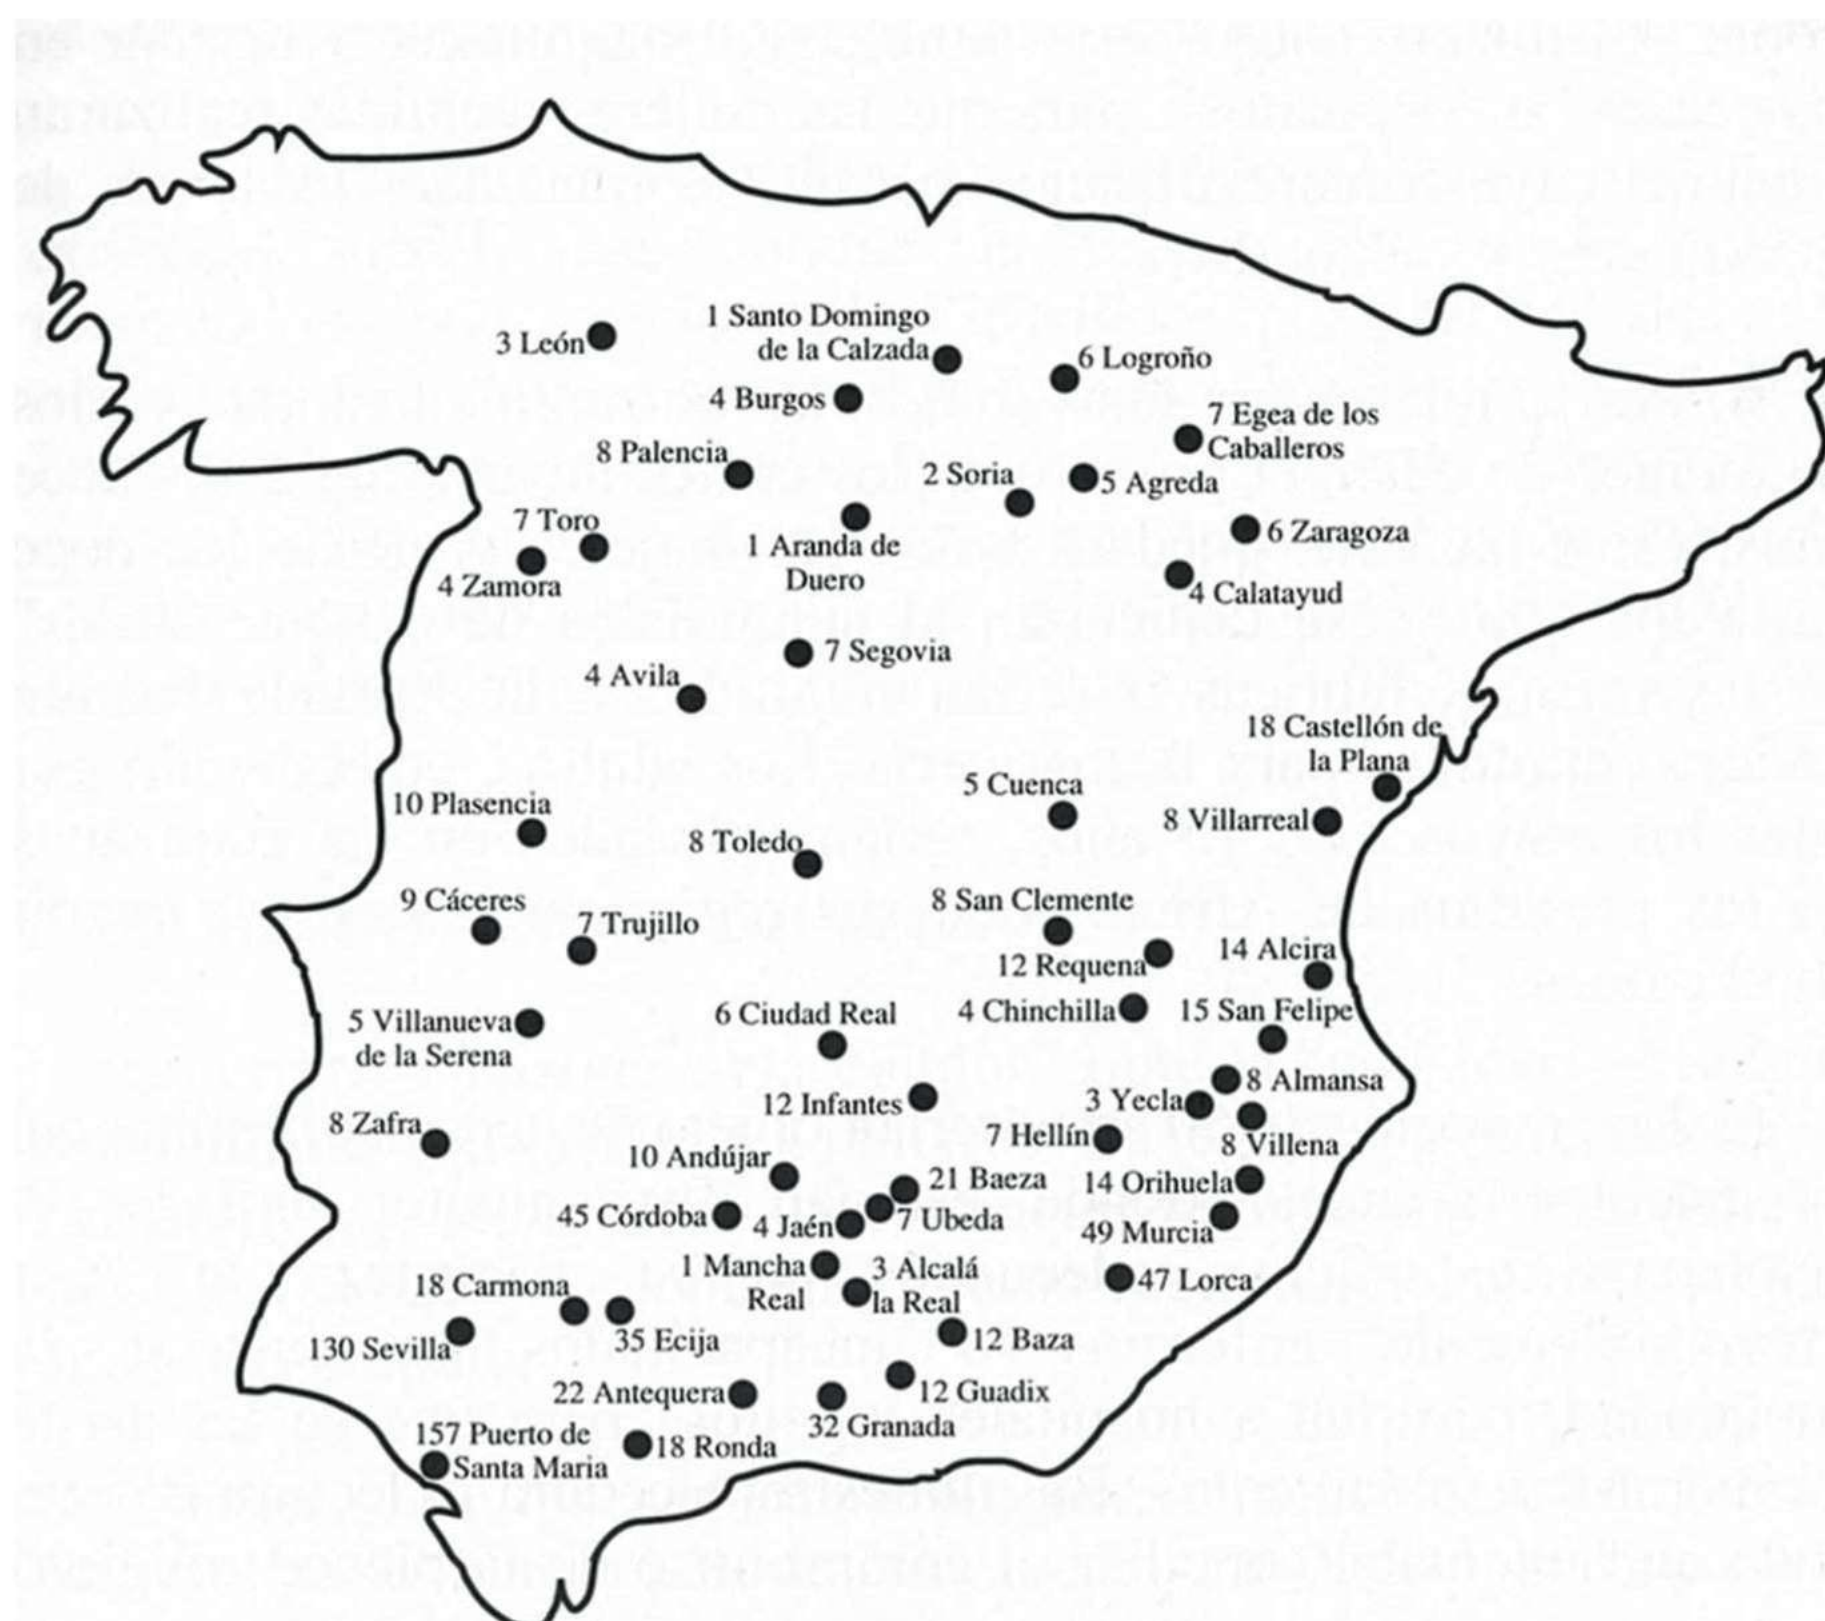 3 León
1 Santo Domingo
de la Calzada
6 Logroño
4 Burgos
7 Egea de los
Caballeros
8 Palencia
2 Soria
5 Agreda
7 Toro
6 Zaragoza
1 Aranda de
Duero
4 Zamora
4 Calatayud
7 Segovia
4 Avila
18 Castellón de
la Plana
5 Cuenca
10 Plasencia
8 Villarreal
8 Toledo
9 Cáceres
8 San Clemente
7 Trujillo
14 Alcira
12 Requena
5 Villanueva
de la Serena
6 Ciudad Real
4 Chinchilla
15 San Felipe
8 Almansa
3 Yecla
12 Infantes
8 Zafra
7 Hellín
8 Villena
10 Andújar
21 Baeza
14 Orihuela
45 Córdoba
4 Jaén
7 Ubeda
49 Murcia
1 Mancha
Real
3 Alcalá
la Real
47 Lorca
18 Carmona
35 Ecija
130 Sevilla
12 Baza
22 Antequera
12 Guadix
32 Granada
157 Puerto de
Santa Maria
18 Ronda